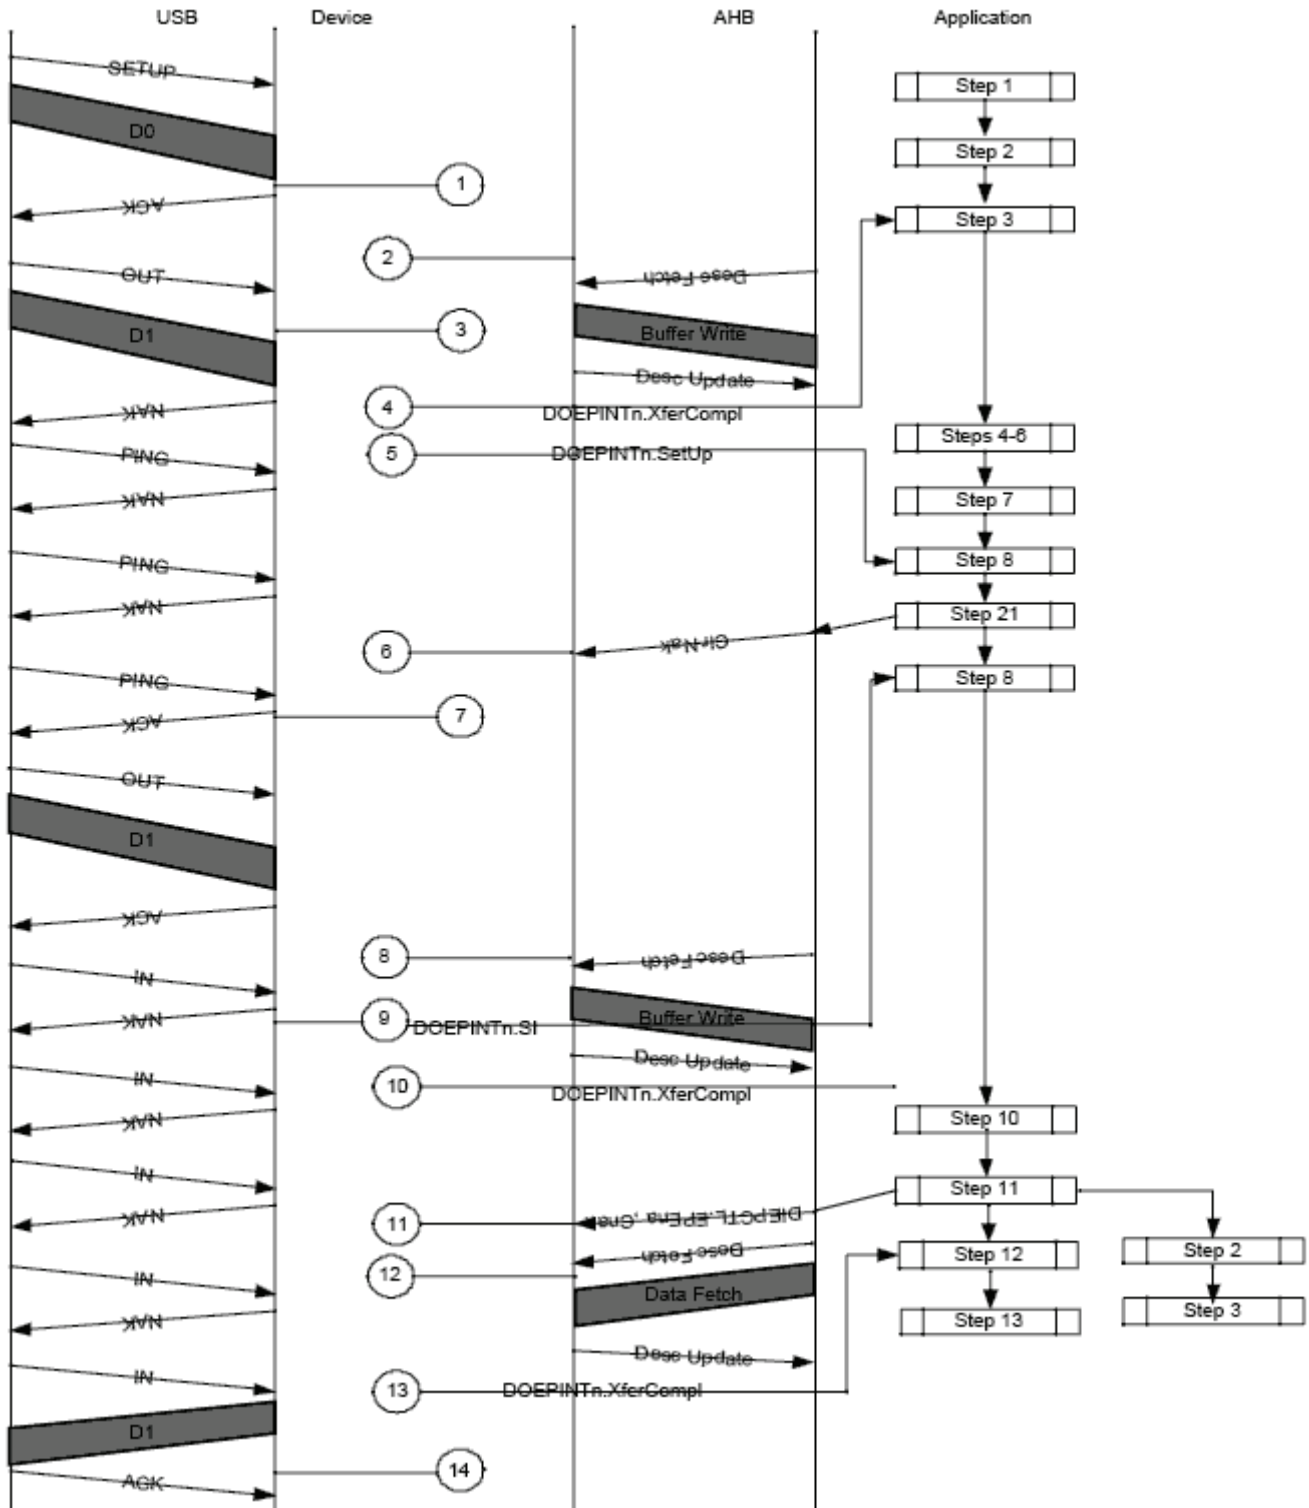 USB Device AHB Application
SETUP
Step 1
D0
Step 2
1
ACK
Step 3
2
OUT
Desc Fetch
3
D1
Buffer Write
Desc Update
4
NAK
DOEPINTn.XferCompl
Steps 4-6
5
DOEPINTn.SetUp
PING
NAK
Step 7
PING
Step 8
NAK
Step 21
ClrNak
6
PING
Step 8
7
ACK
OUT
D1
ACK
8
Desc Fetch
IN
NAK
9
DOEPINTn.SI
Buffer Write
Desc Update
IN
10
DOEPINTn.XferCompl
NAK
Step 10
IN
Step 11
NAK
11
DIEPCTL.EPEna, Cnak
Desc Fetch
Step 12
Step 2
IN
12
Data Fetch
NAK
Step 13
Step 3
Desc Update
IN
13
DOEPINTn.XferCompl
D1
14
ACK